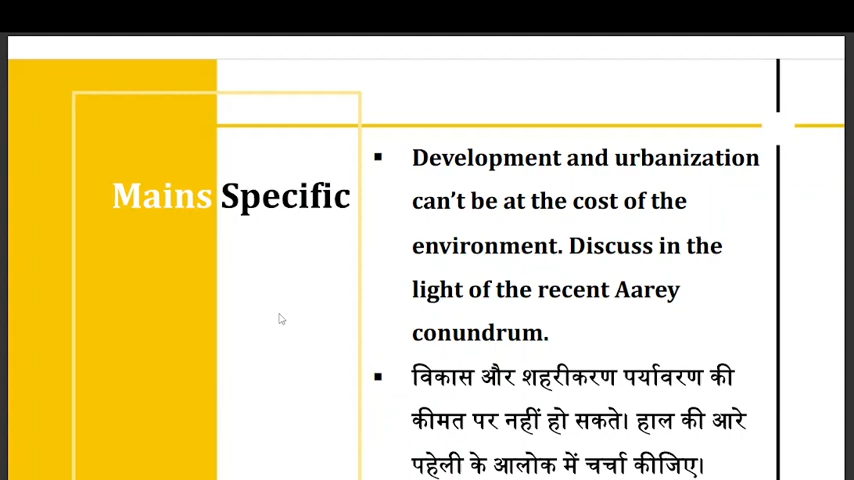 Mains Specific
▪ Development and urbanization
can’t be at the cost of the
environment. Discuss in the
light of the recent Aarey
conundrum.
▪ विकास और शहरीकरण पर्यावरण की
कीमत पर नहीं हो सकते। हाल की आरे
पहेली के आलोक में चर्चा कीजिए।